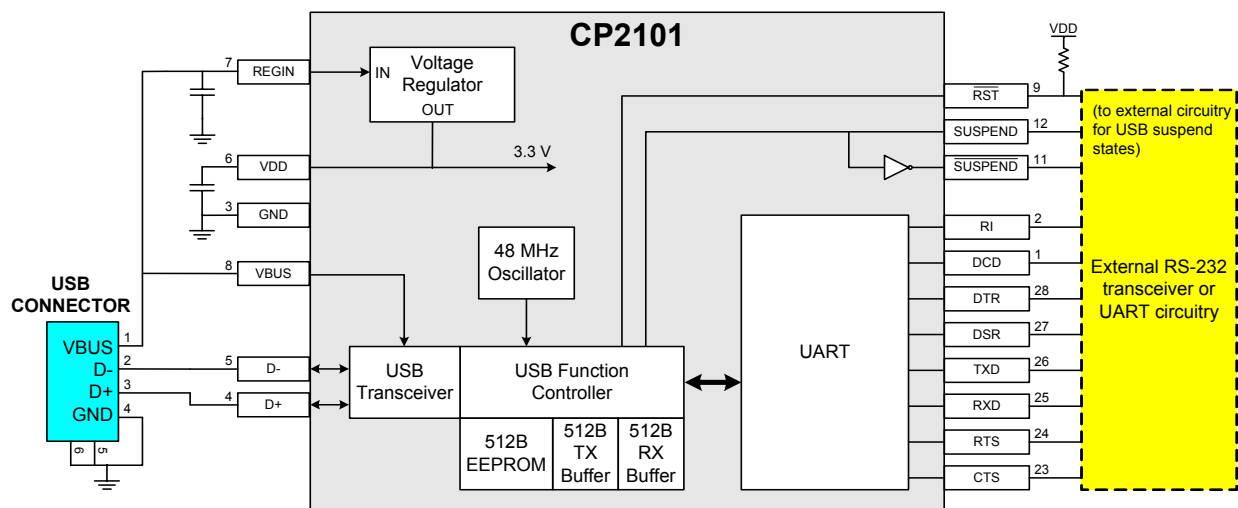 CP2101
7
REGIN
IN
Voltage
Regulator
OUT
6
VDD
3.3 V
3
GND
8
VBUS
48 MHz
Oscillator
USB
CONNECTOR
VBUS
D-
D+
GND
1
2
3
4
6
5
5
D-
4
D+
USB
Transceiver
USB Function
Controller
512B
EEPROM
512B
TX
Buffer
512B
RX
Buffer
UART
VDD
RST
9
SUSPEND
12
SUSPEND
11
RI
2
DCD
1
DTR
28
DSR
27
TXD
26
RXD
25
RTS
24
CTS
23
(to external circuitry
for USB suspend
states)
External RS-232
transceiver or
UART circuitry